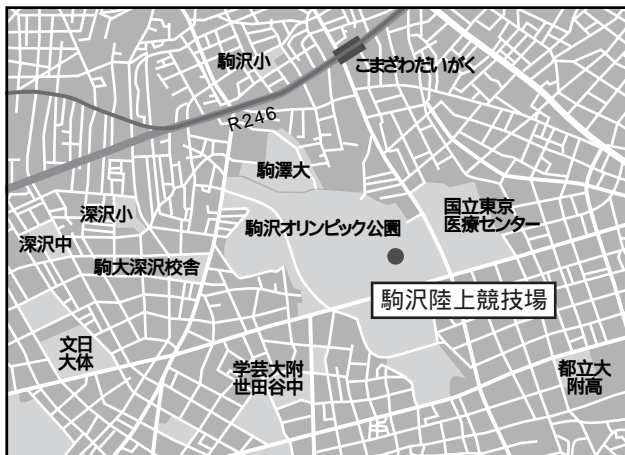 駒沢小
こまざわだいがく
R246
駒澤大
国立東京
医療センター
深沢小
駒沢オリンピック公園
深沢中
駒大深沢校舎
駒沢陸上競技場
文日
大体
学芸大附
世田谷中
都立大
附高